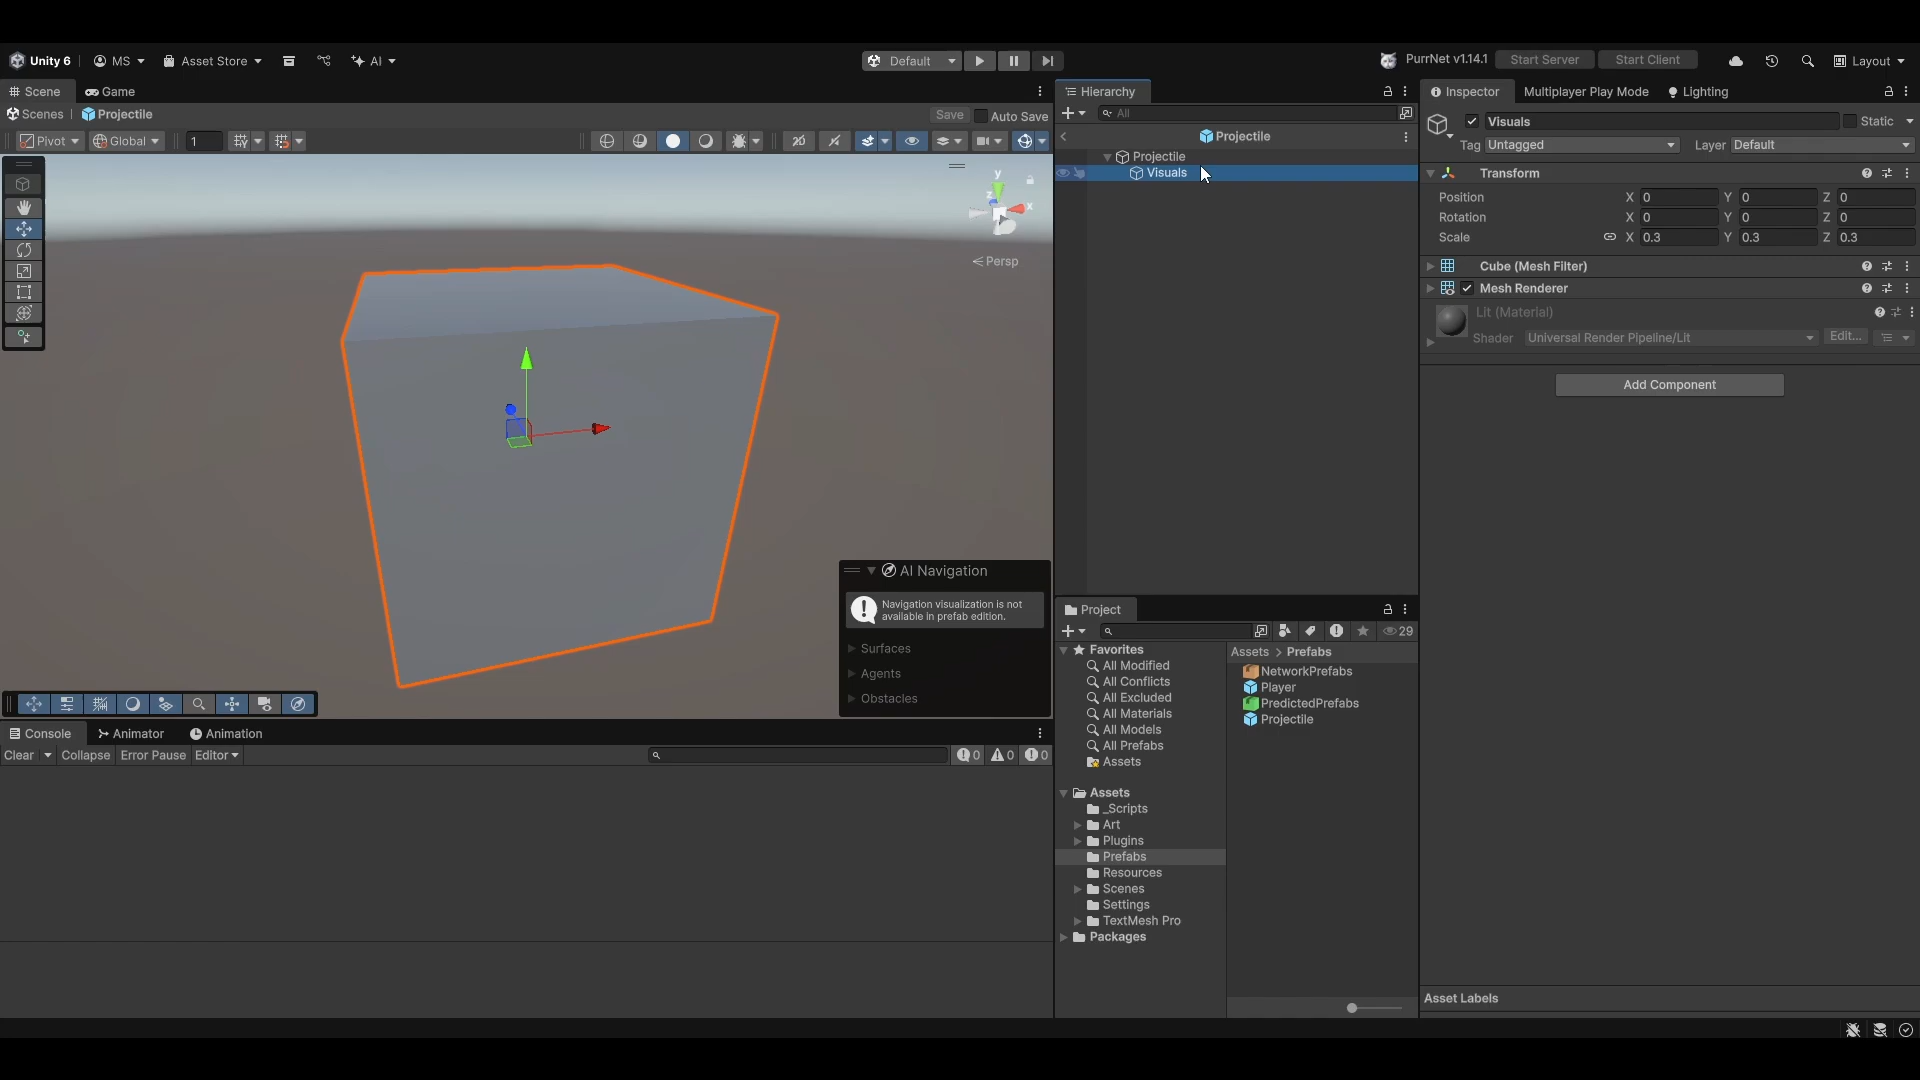 Unity 6
MS
Asset Store
AI
Default
PurrNet v1.14.1
Start Server
Start Client
Layout
Scene
Game
Scenes
Projectile
Save
Auto Save
Pivot
Global
1
2D
y
z
x
Persp
AI Navigation
Navigation visualization is not
available in prefab edition.
Surfaces
Agents
Obstacles
Console
Animator
Animation
Clear
Collapse
Error Pause
Editor
0
0
0
Hierarchy
All
Projectile
Projectile
Visuals
Project
29
Favorites
All Modified
All Conflicts
All Excluded
All Materials
All Models
All Prefabs
Assets
Assets
_Scripts
Art
Plugins
Prefabs
Resources
Scenes
Settings
TextMesh Pro
Packages
Assets > Prefabs
NetworkPrefabs
Player
PredictedPrefabs
Projectile
Inspector
Multiplayer Play Mode
Lighting
Visuals
Static
Tag Untagged
Layer Default
Transform
Position X 0 Y 0 Z 0
Rotation X 0 Y 0 Z 0
Scale X 0.3 Y 0.3 Z 0.3
Cube (Mesh Filter)
Mesh Renderer
Lit (Material)
Shader Universal Render Pipeline/Lit Edit...
Add Component
Asset Labels